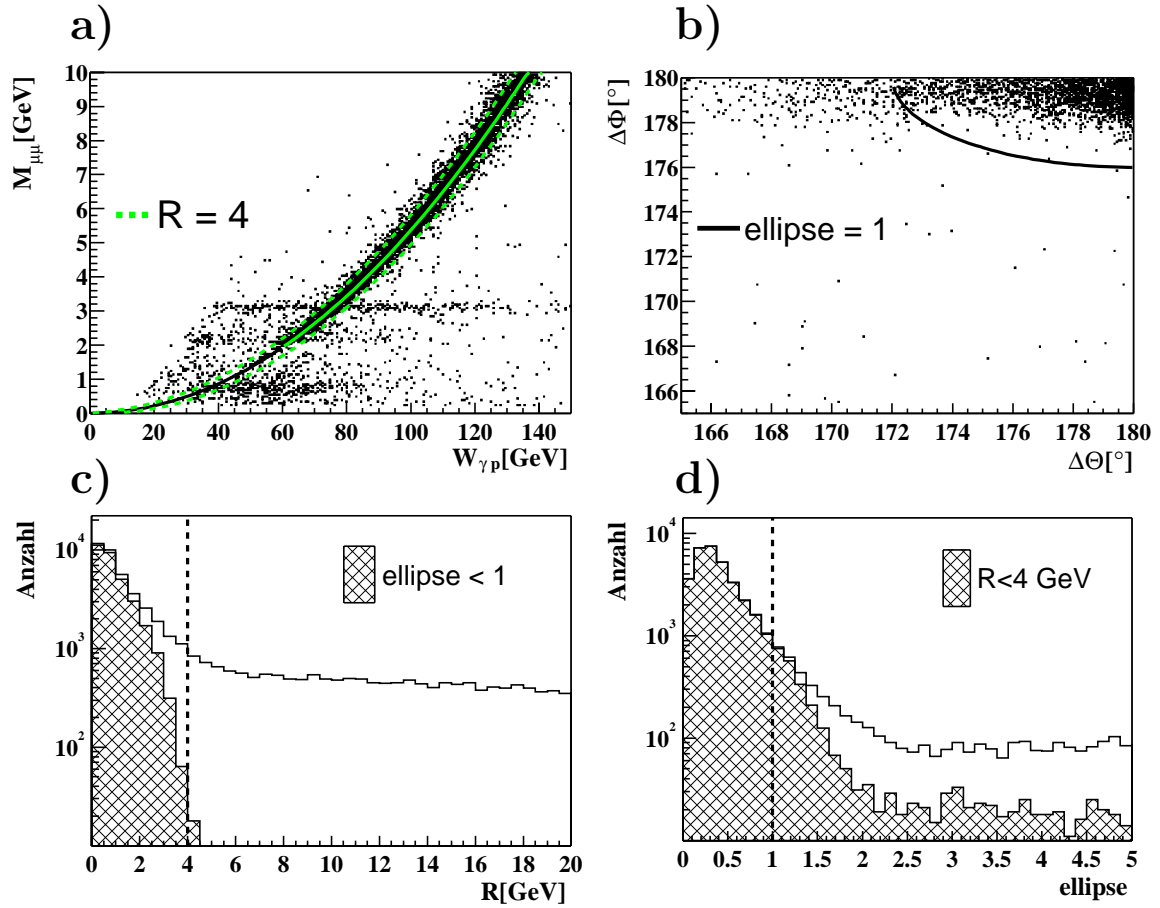 a)
M_μμ[GeV]
10
9
8
7
6
5
4
3
2
1
0
R = 4
0 20 40 60 80 100 120 140
W_γp[GeV]
b)
ΔΦ[°]
180
178
176
174
172
170
168
166
ellipse = 1
166 168 170 172 174 176 178 180
ΔΘ[°]
c)
Anzahl
10^4
10^3
10^2
ellipse < 1
0 2 4 6 8 10 12 14 16 18 20
R[GeV]
d)
Anzahl
10^4
10^3
10^2
10
R<4 GeV
0 0.5 1 1.5 2 2.5 3 3.5 4 4.5 5
ellipse